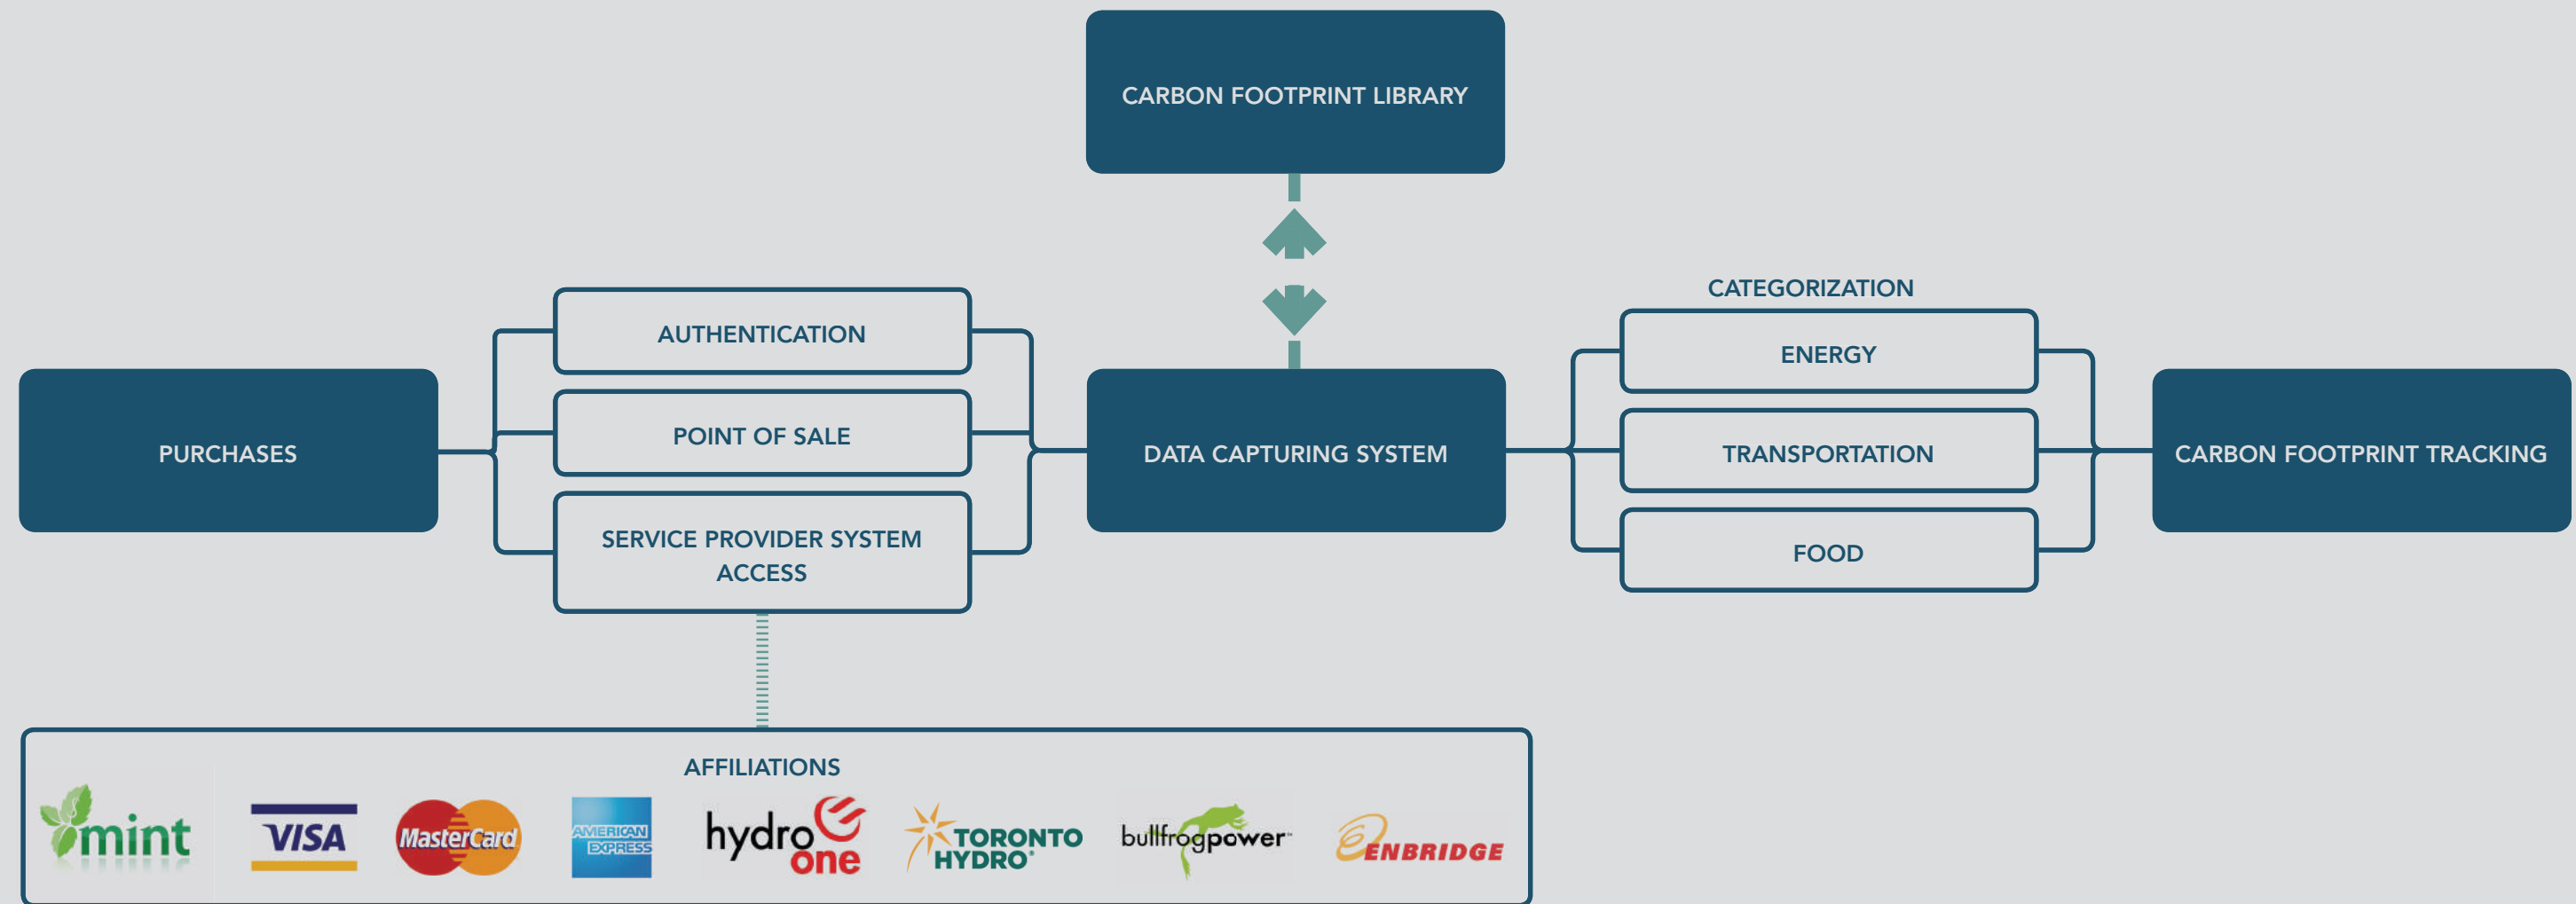 CARBON FOOTPRINT LIBRARY
PURCHASES
AUTHENTICATION
POINT OF SALE
SERVICE PROVIDER SYSTEM
ACCESS
DATA CAPTURING SYSTEM
CATEGORIZATION
ENERGY
TRANSPORTATION
FOOD
CARBON FOOTPRINT TRACKING
AFFILIATIONS
mint
VISA
MasterCard
AMERICAN
EXPRESS
hydro
one
TORONTO
HYDRO®
bullfrogpower™
ENBRIDGE